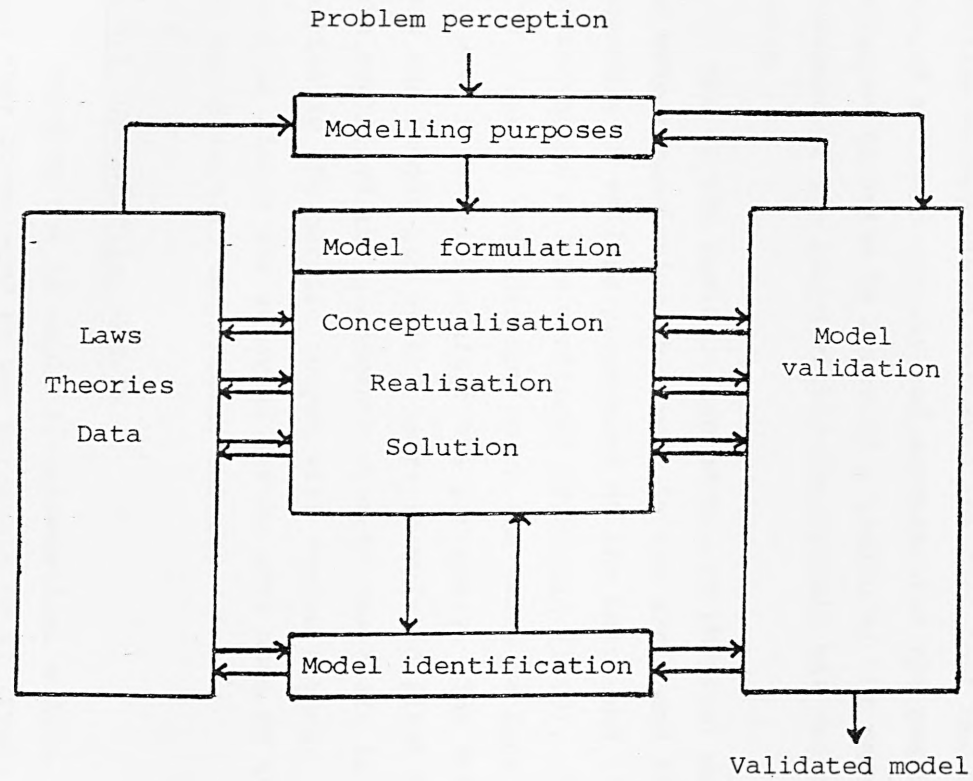 Problem perception
Modelling purposes
Model formulation
Conceptualisation
Realisation
Solution
Laws
Theories
Data
Model
validation
Model identification
Validated model